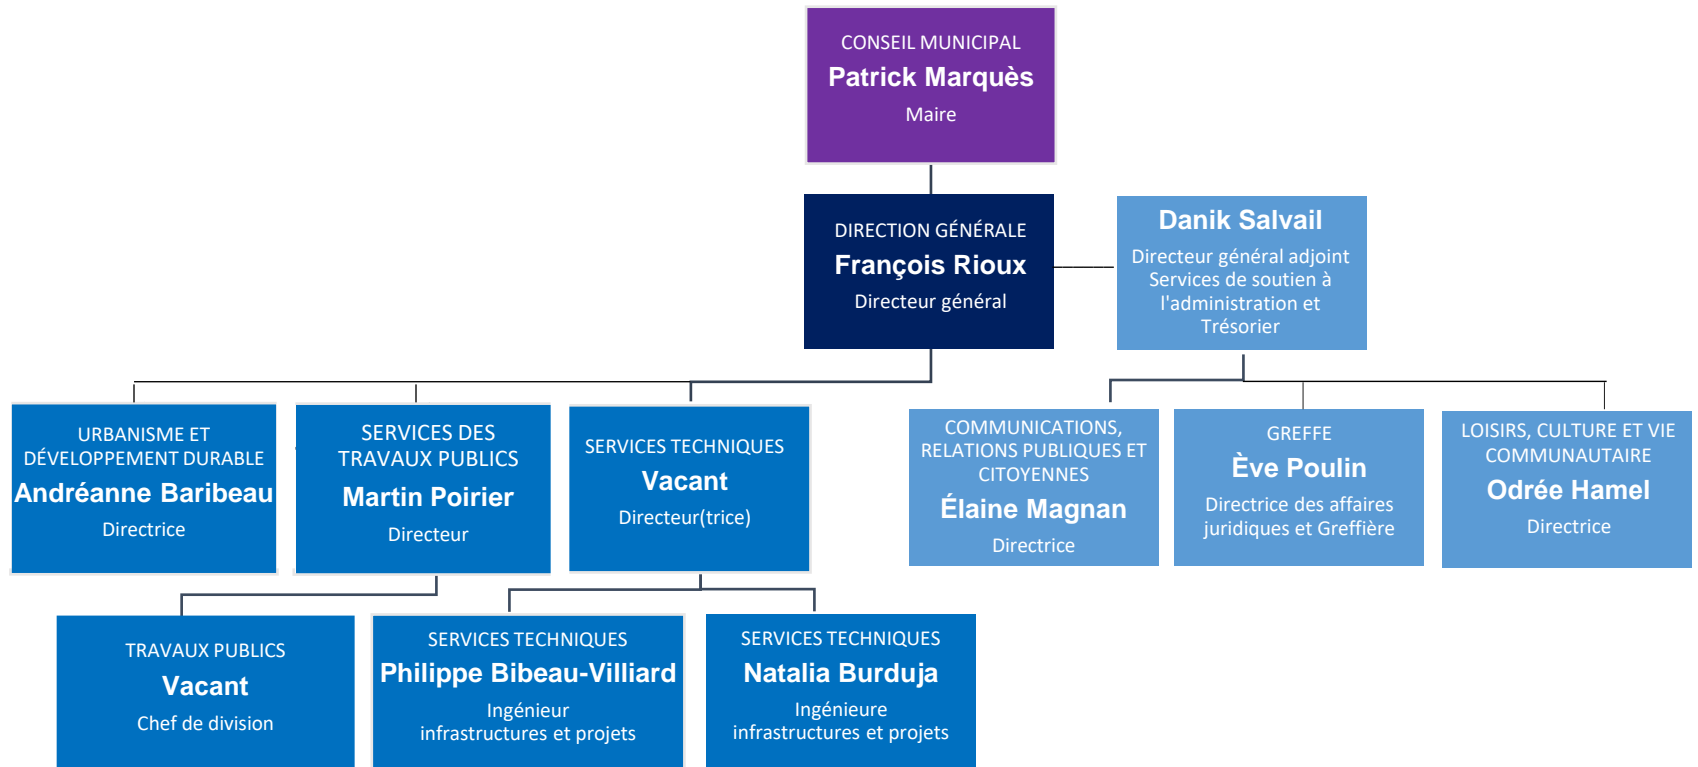 CONSEIL MUNICIPAL
Patrick Marquès
Maire
DIRECTION GÉNÉRALE
François Rioux
Directeur général
Danik Salvail
Directeur général adjoint
Services de soutien à
l'administration et
Trésorier
URBANISME ET
DÉVELOPPEMENT DURABLE
Andréanne Baribeau
Directrice
SERVICES DES
TRAVAUX PUBLICS
Martin Poirier
Directeur
SERVICES TECHNIQUES
Vacant
Directeur(trice)
COMMUNICATIONS,
RELATIONS PUBLIQUES ET
CITOYENNES
Élaine Magnan
Directrice
GREFFE
Ève Poulin
Directrice des affaires
juridiques et Greffière
LOISIRS, CULTURE ET VIE
COMMUNAUTAIRE
Odrée Hamel
Directrice
TRAVAUX PUBLICS
Vacant
Chef de division
SERVICES TECHNIQUES
Philippe Bibeau-Villiard
Ingénieur
infrastructures et projets
SERVICES TECHNIQUES
Natalia Burduja
Ingénieure
infrastructures et projets